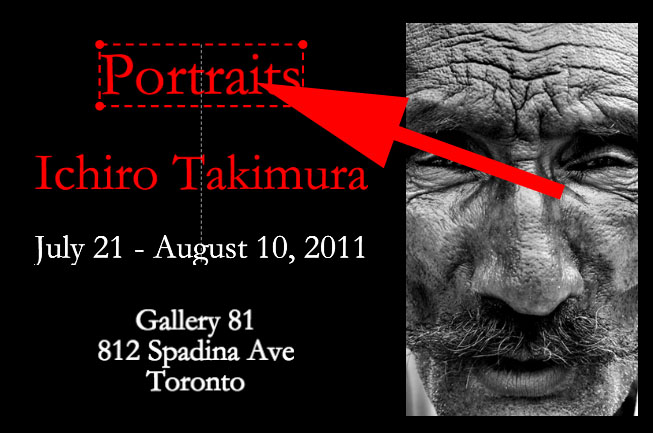 Portraits
Ichiro Takimura
July 21 - August 10, 2011
Gallery 81
812 Spadina Ave
Toronto